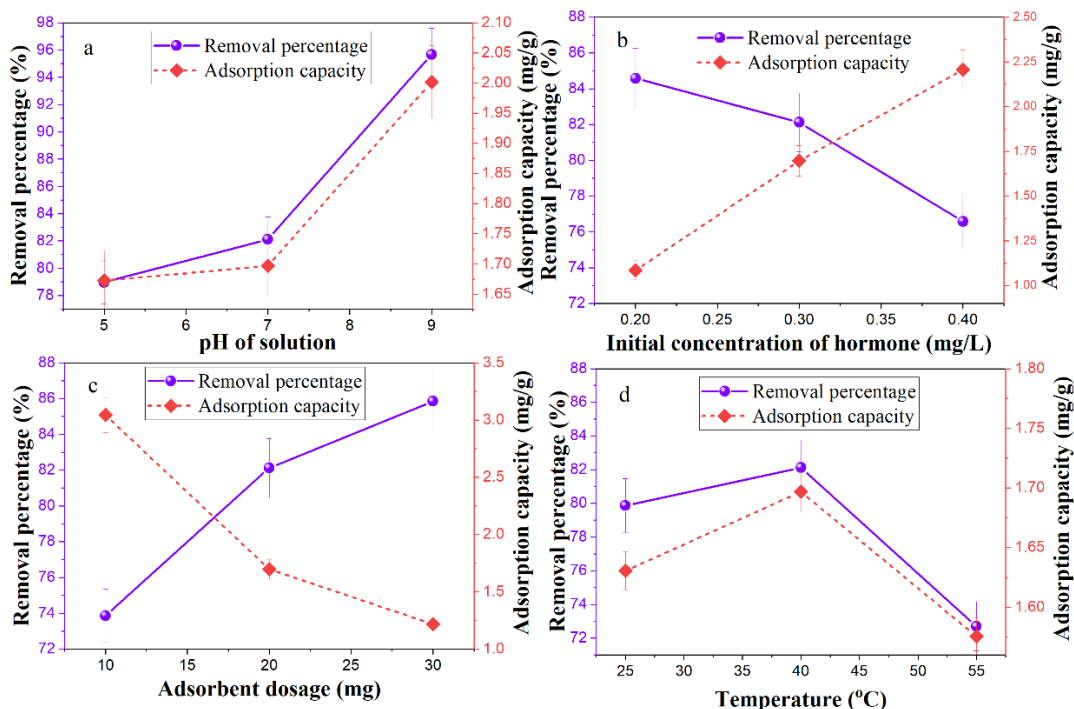 a
Removal percentage
Adsorption capacity
Removal percentage (%)
98
96
94
92
90
88
86
84
82
80
78
Adsorption capacity (mg/g)
2.10
2.05
2.00
1.95
1.90
1.85
1.80
1.75
1.70
1.65
5 6 7 8 9
pH of solution
b
Removal percentage
Adsorption capacity
Removal percentage (%)
88
86
84
82
80
78
76
74
72
Adsorption capacity (mg/g)
2.50
2.25
2.00
1.75
1.50
1.25
1.00
0.20 0.25 0.30 0.35 0.40
Initial concentration of hormone (mg/L)
c
Removal percentage
Adsorption capacity
Removal percentage (%)
88
86
84
82
80
78
76
74
72
Adsorption capacity (mg/g)
3.5
3.0
2.5
2.0
1.5
1.0
10 15 20 25 30
Adsorbent dosage (mg)
d
Removal percentage
Adsorption capacity
Removal percentage (%)
86
84
82
80
78
76
74
72
Adsorption capacity (mg/g)
1.80
1.75
1.70
1.65
1.60
25 30 35 40 45 50 55
Temperature (°C)